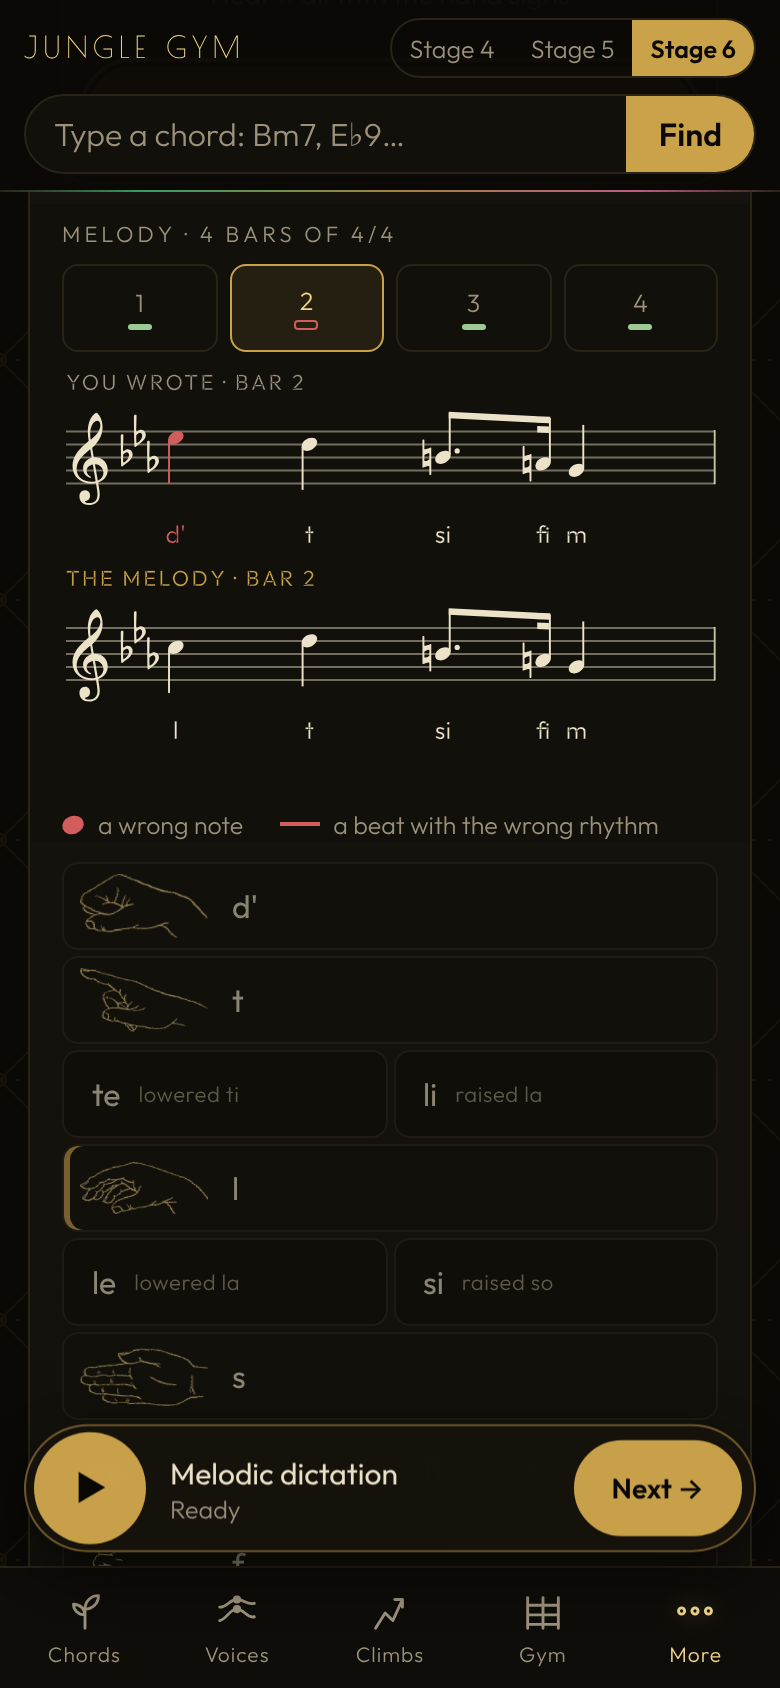 JUNGLE GYM
Stage 4 Stage 5 Stage 6
Type a chord: Bm7, E♭9... Find
MELODY · 4 BARS OF 4/4
1 2 3 4
YOU WROTE · BAR 2
d' t si fi m
THE MELODY · BAR 2
l t si fi m
a wrong note a beat with the wrong rhythm
d'
t
te lowered ti li raised la
l
le lowered la si raised so
s
Melodic dictation
Ready
Next →
f
Chords Voices Climbs Gym More